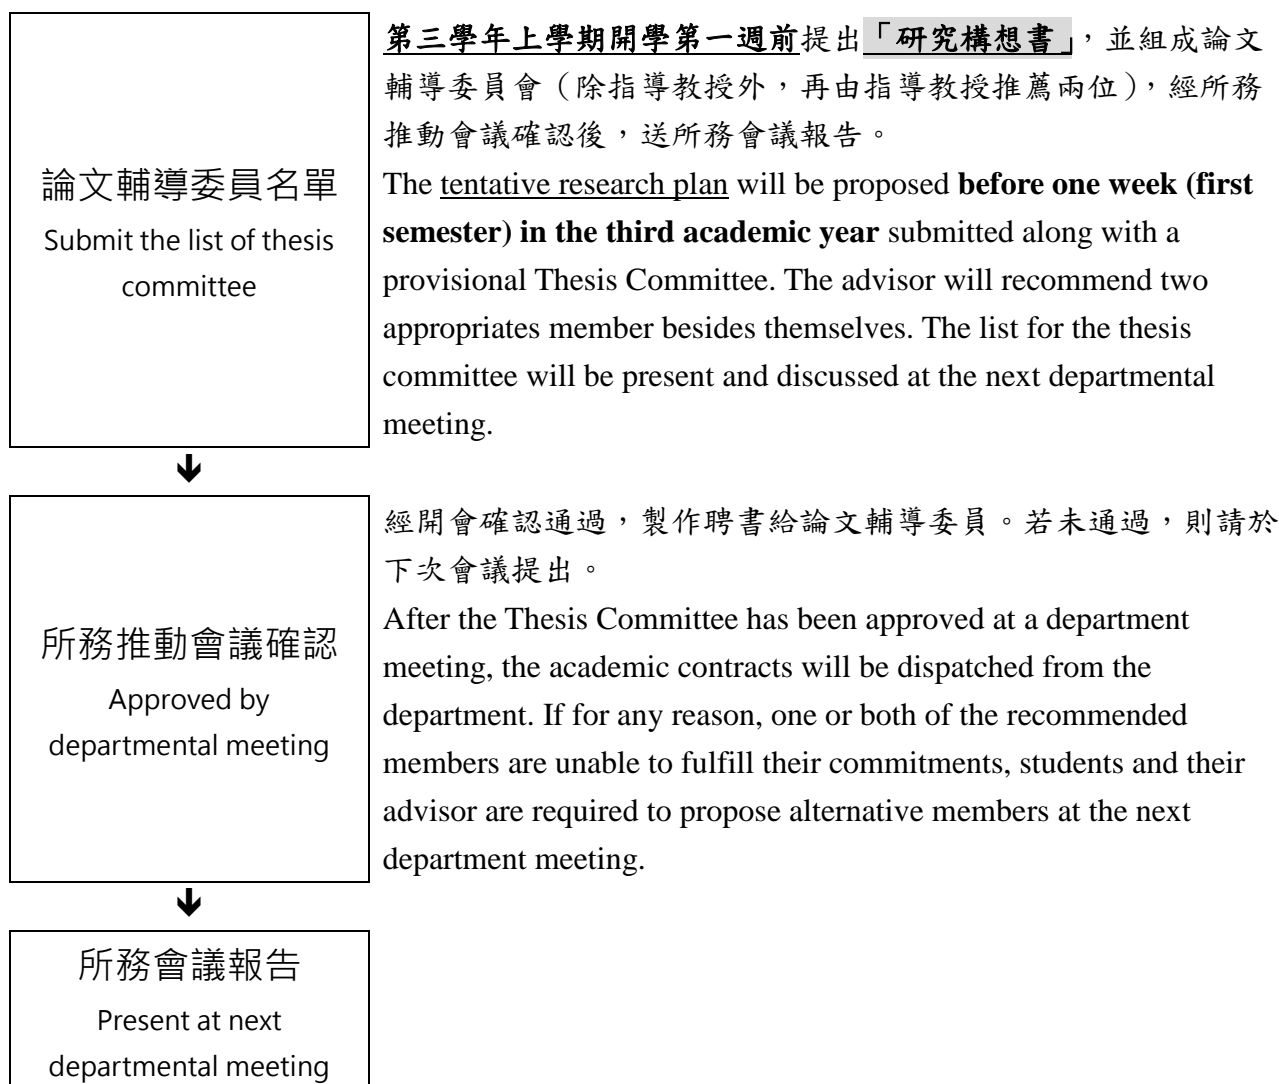 論文輔導委員名單
Submit the list of thesis
committee
第三學年上學期開學第一週前提出「研究構想書」，並組成論文
輔導委員會（除指導教授外，再由指導教授推薦兩位），經所務
推動會議確認後，送所務會議報告。
The tentative research plan will be proposed before one week (first
semester) in the third academic year submitted along with a
provisional Thesis Committee. The advisor will recommend two
appropriates member besides themselves. The list for the thesis
committee will be present and discussed at the next departmental
meeting.
所務推動會議確認
Approved by
departmental meeting
經開會確認通過，製作聘書給論文輔導委員。若未通過，則請於
下次會議提出。
After the Thesis Committee has been approved at a department
meeting, the academic contracts will be dispatched from the
department. If for any reason, one or both of the recommended
members are unable to fulfill their commitments, students and their
advisor are required to propose alternative members at the next
department meeting.
所務會議報告
Present at next
departmental meeting